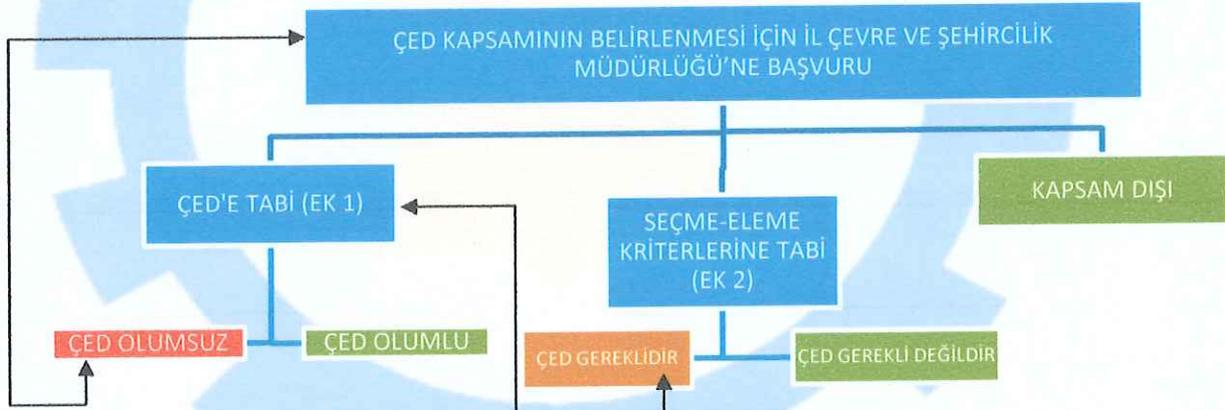 ÇED KAPSAMININ BELİRLENMESİ İÇİN İL ÇEVRE VE ŞEHİRCİLİK
MÜDÜRLÜĞÜ'NE BAŞVURU
ÇED'E TABİ (EK 1)
SEÇME-ELEME
KRİTERLERİNE TABİ
(EK 2)
KAPSAM DIŞI
ÇED OLUMSUZ
ÇED OLUMLU
ÇED GEREKLİDİR
ÇED GEREKLİ DEĞİLDİR